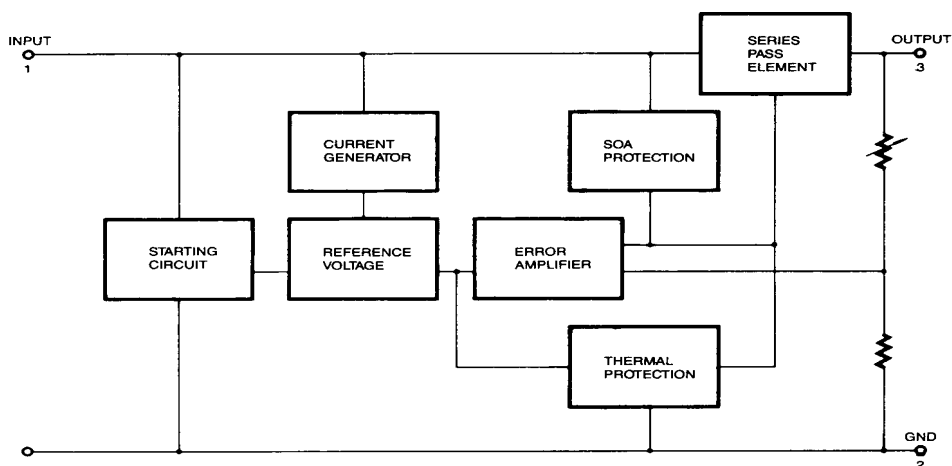 INPUT
1
SERIES
PASS
ELEMENT
OUTPUT
3
CURRENT
GENERATOR
SOA
PROTECTION
STARTING
CIRCUIT
REFERENCE
VOLTAGE
ERROR
AMPLIFIER
THERMAL
PROTECTION
GND
2